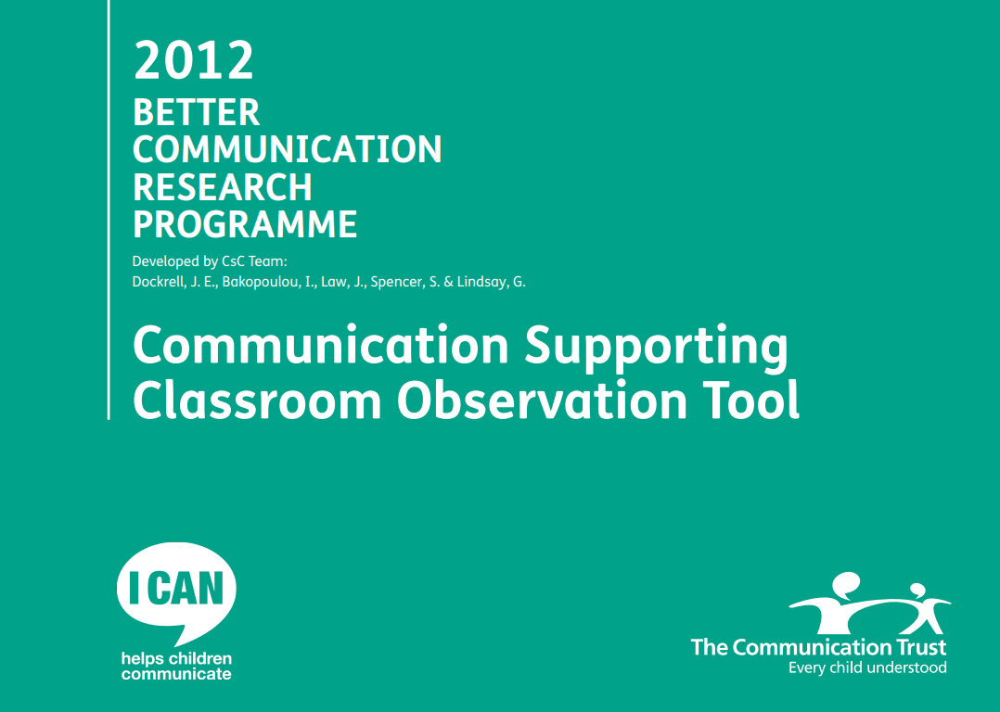 2012
BETTER
COMMUNICATION
RESEARCH
PROGRAMME
Developed by CsC Team:
Dockrell, J. E., Bakopoulou, I., Law, J., Spencer, S. & Lindsay, G.
Communication Supporting
Classroom Observation Tool
I CAN
helps children
communicate
The Communication Trust
Every child understood